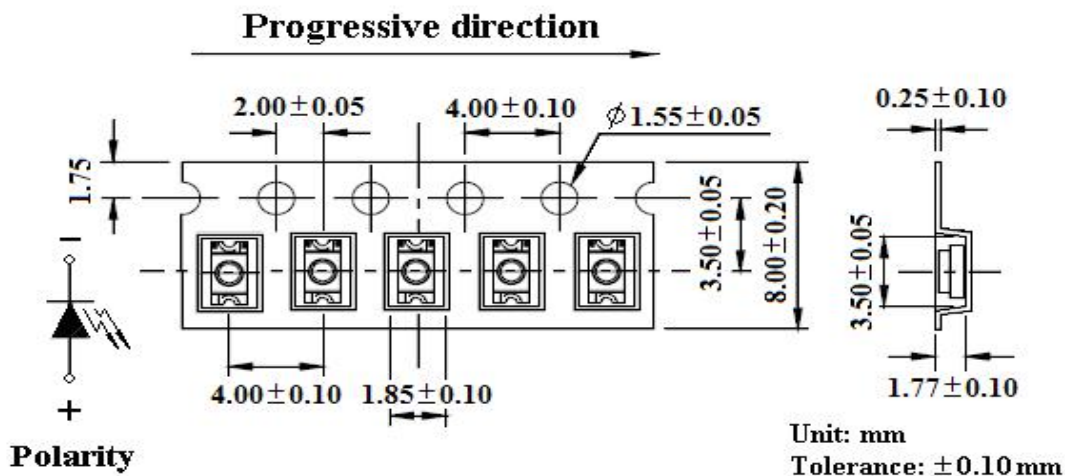 Progressive direction
2.00±0.05
4.00±0.10
ϕ1.55±0.05
0.25±0.10
1.75
3.50±0.05
8.00±0.20
3.50±0.05
−
+
Polarity
4.00±0.10
1.85±0.10
1.77±0.10
Unit: mm
Tolerance: ±0.10mm